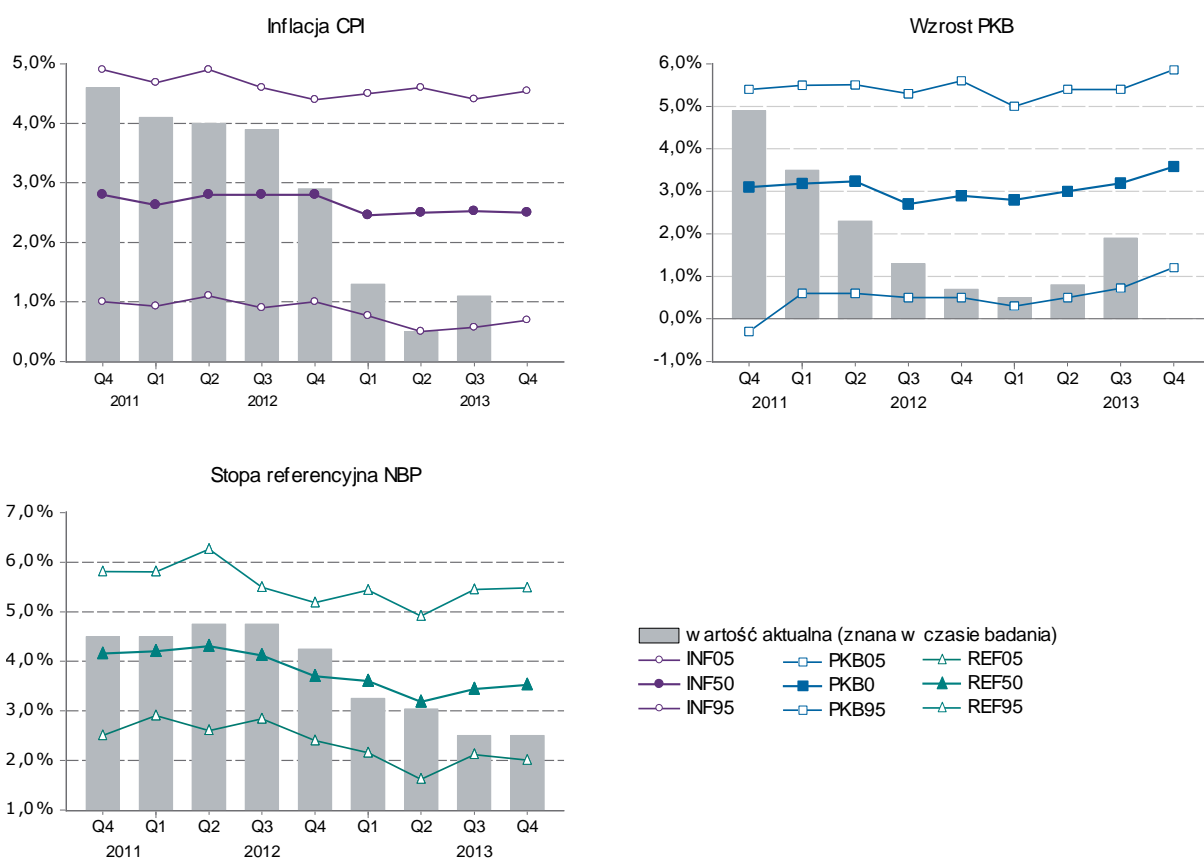 Inflacja CPI
5,0%
4,0%
3,0%
2,0%
1,0%
0,0%
Q4 Q1 Q2 Q3 Q4 Q1 Q2 Q3 Q4
2011 2012 2013
Wzrost PKB
6,0%
5,0%
4,0%
3,0%
2,0%
1,0%
0,0%
-1,0%
Q4 Q1 Q2 Q3 Q4 Q1 Q2 Q3 Q4
2011 2012 2013
Stopa referencyjna NBP
7,0%
6,0%
5,0%
4,0%
3,0%
2,0%
1,0%
Q4 Q1 Q2 Q3 Q4 Q1 Q2 Q3 Q4
2011 2012 2013
wartość aktualna (znana w czasie badania)
INF05 PKB05 REF05
INF50 PKB0 REF50
INF95 PKB95 REF95